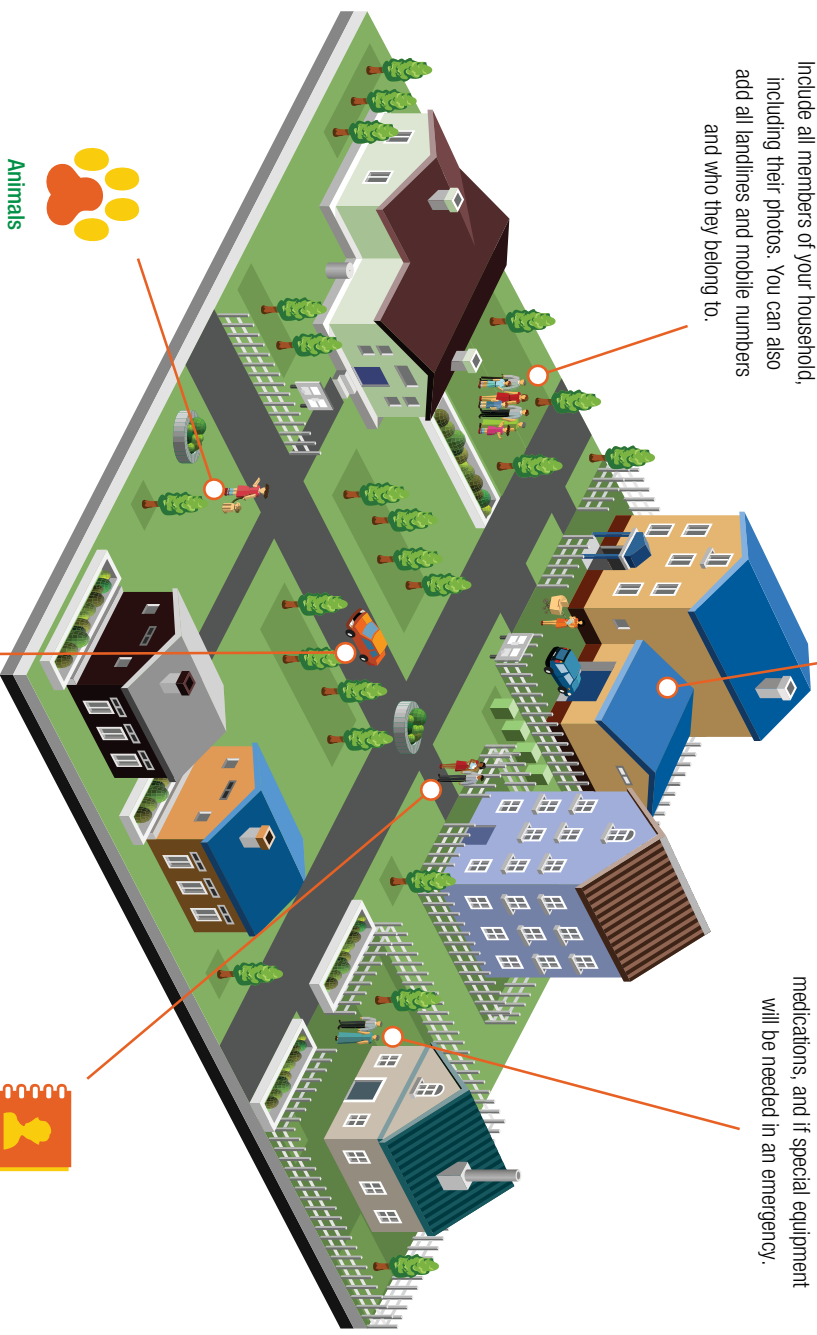 Include all members of your household,
including their photos. You can also
add all landlines and mobile numbers
and who they belong to.
medications, and if special equipment
will be needed in an emergency.
Animals